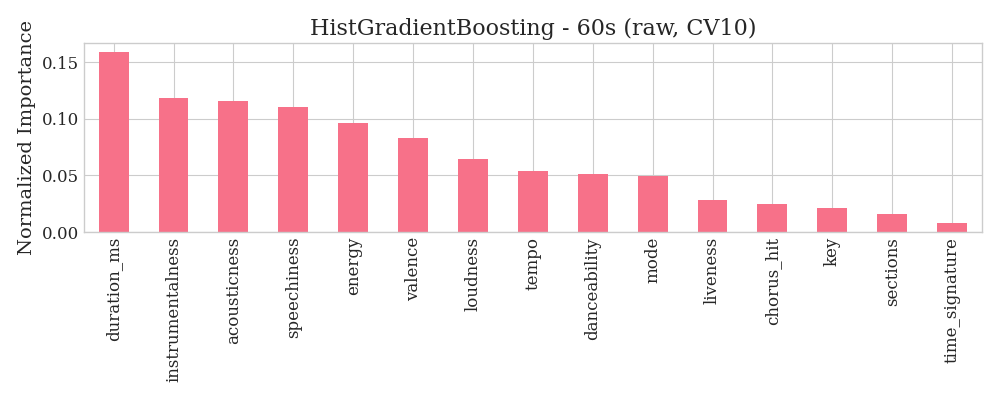 HistGradientBoosting - 60s (raw, CV10)
Normalized Importance
0.15
0.10
0.05
0.00
duration_ms
instrumentalness
acousticness
speechiness
energy
valence
loudness
tempo
danceability
mode
liveness
chorus_hit
key
sections
time_signature